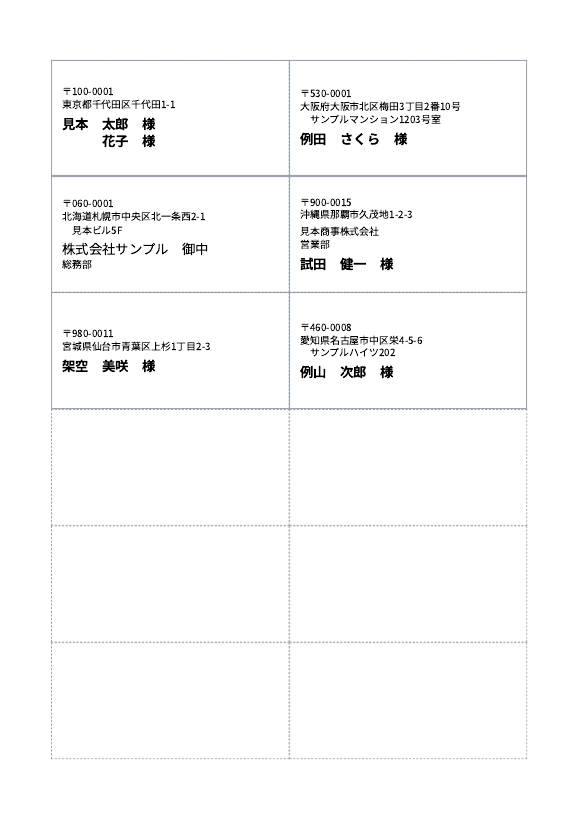 〒100-0001
東京都千代田区千代田1-1
見本　太郎　様
花子　様
〒530-0001
大阪府大阪市北区梅田3丁目2番10号
サンプルマンション1203号室
例田　さくら　様
〒060-0001
北海道札幌市中央区北一条西2-1
見本ビル5F
株式会社サンプル　御中
総務部
〒900-0015
沖縄県那覇市久茂地1-2-3
見本商事株式会社
営業部
試田　健一　様
〒980-0011
宮城県仙台市青葉区上杉1丁目2-3
架空　美咲　様
〒460-0008
愛知県名古屋市中区栄4-5-6
サンプルハイツ202
例山　次郎　様